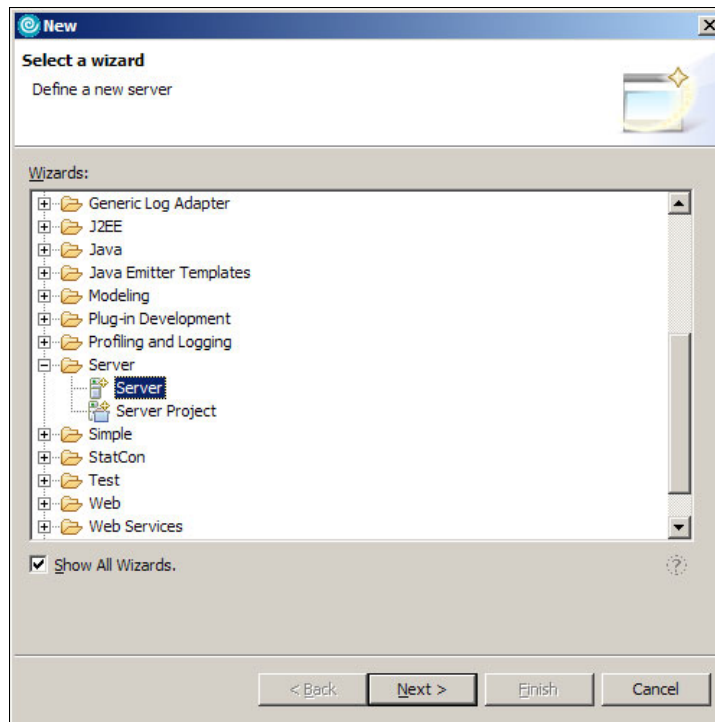 New
Select a wizard
Define a new server
Wizards:
Generic Log Adapter
J2EE
Java
Java Emitter Templates
Modeling
Plug-in Development
Profiling and Logging
Server
Server
Server Project
Simple
StatCon
Test
Web
Web Services
Show All Wizards.
< Back Next > Finish Cancel